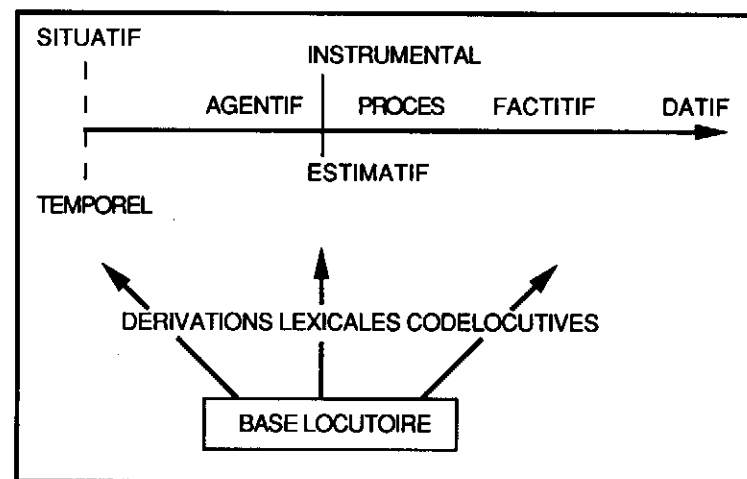 SITUATIF
INSTRUMENTAL
AGENTIF PROCES FACTITIF DATIF
ESTIMATIF
TEMPOREL
DERIVATIONS LEXICALES CODELOCUTIVES
BASE LOCUTOIRE